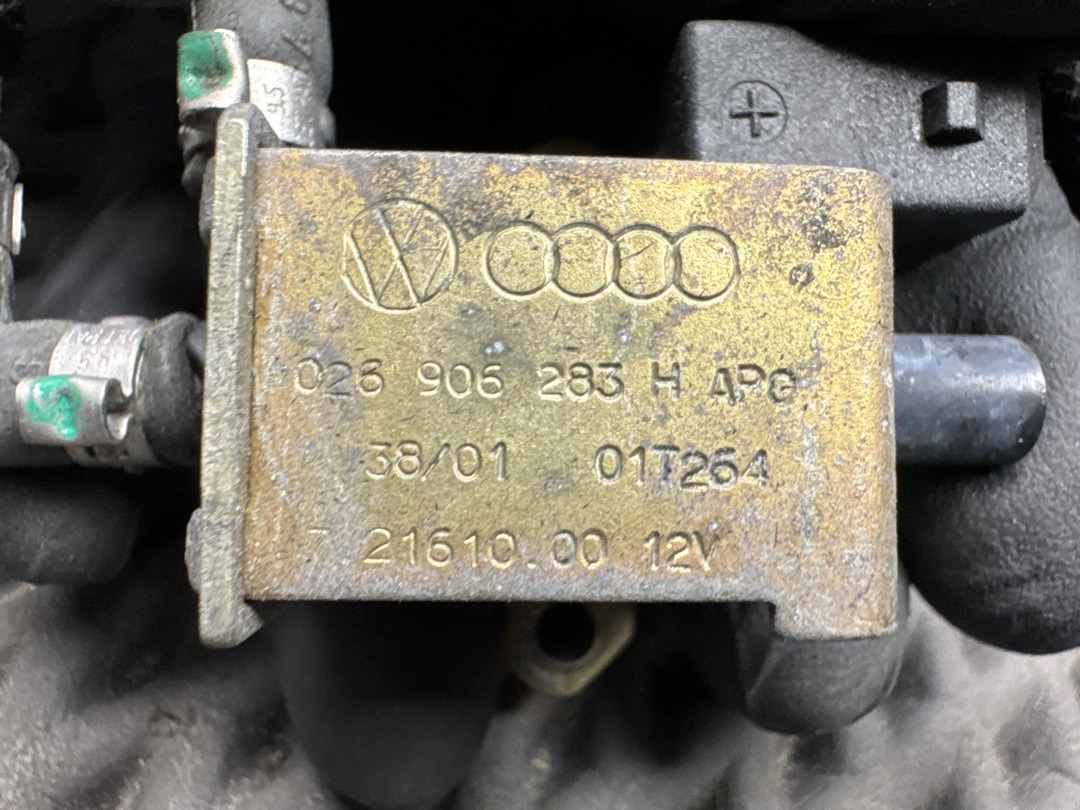 026 906 283 H APG
38/01 01T264
7.21610.00 12V